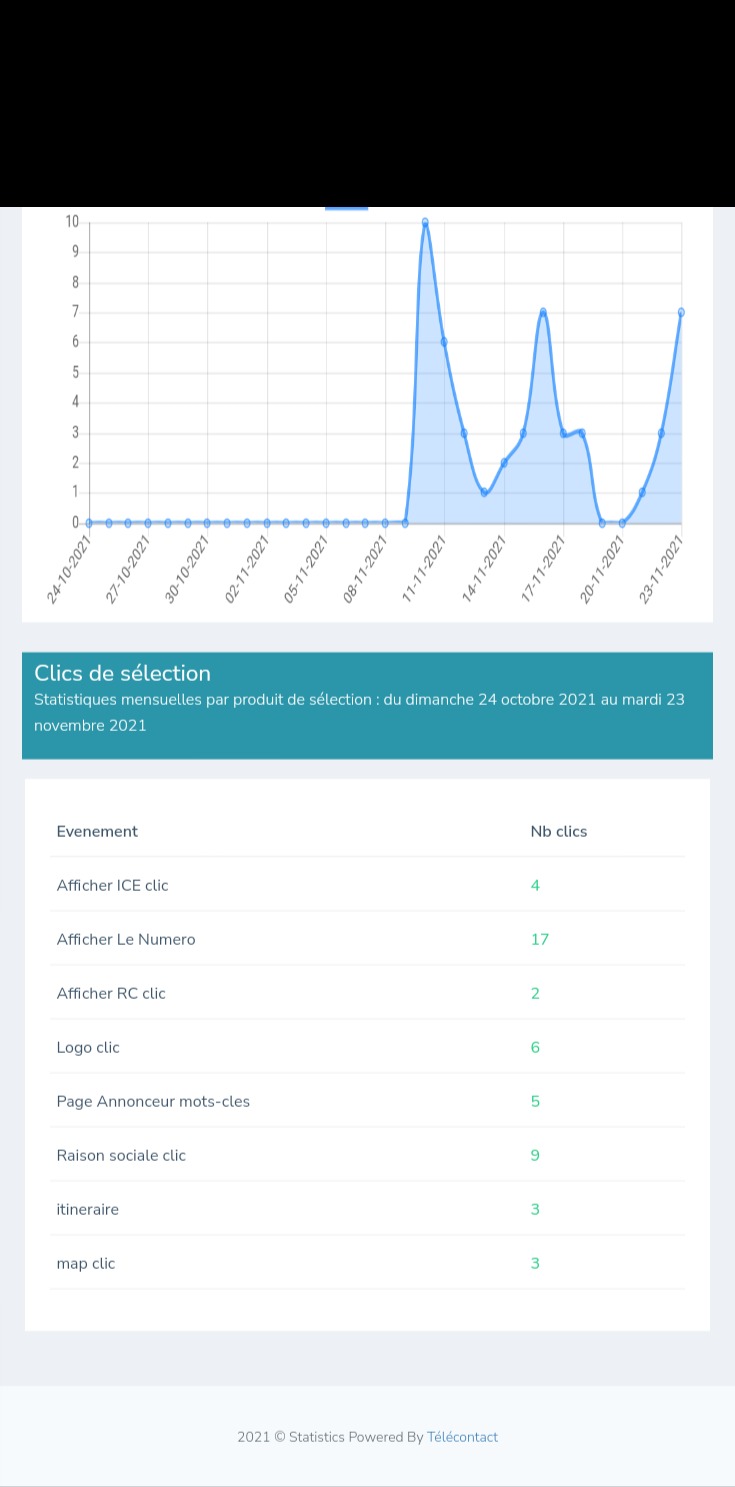 10
9
8
7
6
5
4
3
2
1
0
24-10-2021 27-10-2021 30-10-2021 02-11-2021 05-11-2021 08-11-2021 11-11-2021 14-11-2021 17-11-2021 20-11-2021 23-11-2021
Clics de sélection
Statistiques mensuelles par produit de sélection : du dimanche 24 octobre 2021 au mardi 23
novembre 2021
Evenement Nb clics
Afficher ICE clic 4
Afficher Le Numero 17
Afficher RC clic 2
Logo clic 6
Page Annonceur mots-cles 5
Raison sociale clic 9
itineraire 3
map clic 3
2021 © Statistics Powered By Télécontact